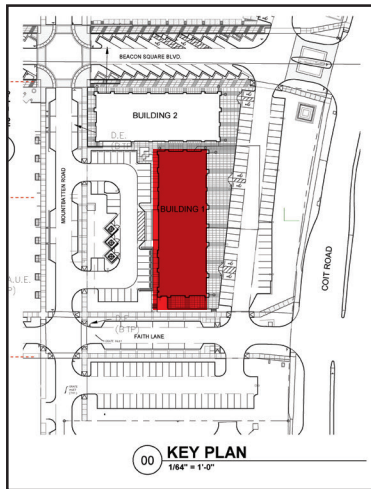 BEACON SQUARE BLVD.
BUILDING 2
D.E.
MOUNTBATTEN ROAD
BUILDING 1
COIT ROAD
A.U.E.
FAITH LANE
00
KEY PLAN
1/64" = 1'-0"